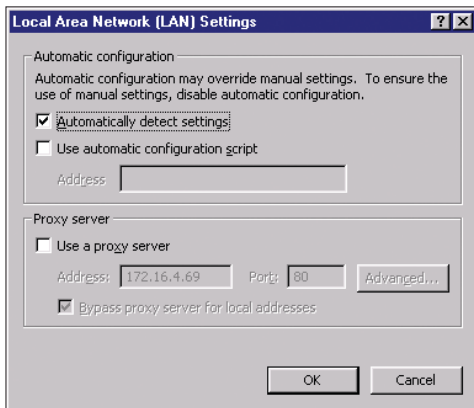 Local Area Network (LAN) Settings
Automatic configuration
Automatic configuration may override manual settings. To ensure the
use of manual settings, disable automatic configuration.
Automatically detect settings
Use automatic configuration script
Address
Proxy server
Use a proxy server
Address: 172.16.4.69 Port: 80 Advanced...
Bypass proxy server for local addresses
OK Cancel